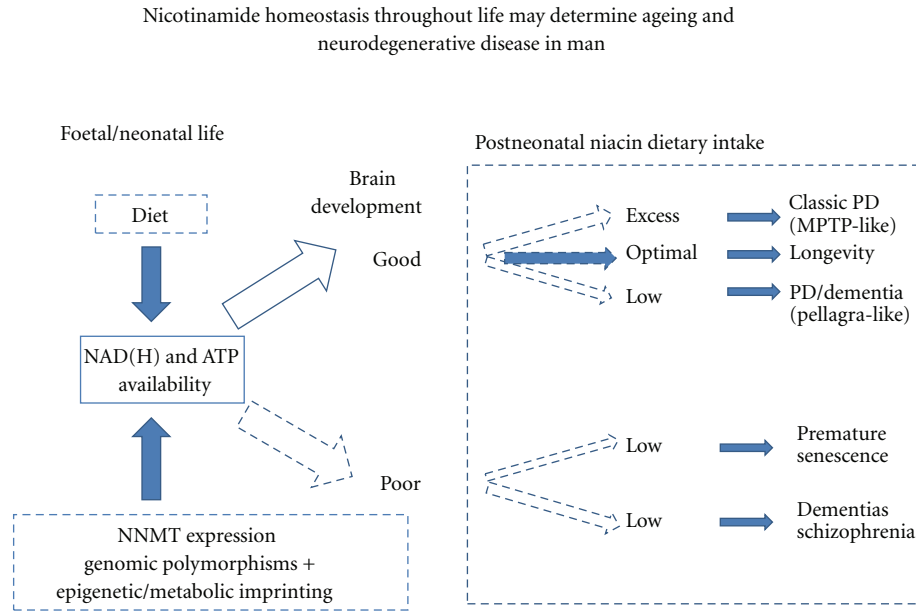 Nicotinamide homeostasis throughout life may determine ageing and
neurodegenerative disease in man
Foetal/neonatal life
Diet
NAD(H) and ATP
availability
NNMT expression
genomic polymorphisms +
epigenetic/metabolic imprinting
Brain
development
Good
Poor
Postneonatal niacin dietary intake
Excess
Classic PD
(MPTP-like)
Optimal
Longevity
Low
PD/dementia
(pellagra-like)
Low
Premature
senescence
Low
Dementias
schizophrenia